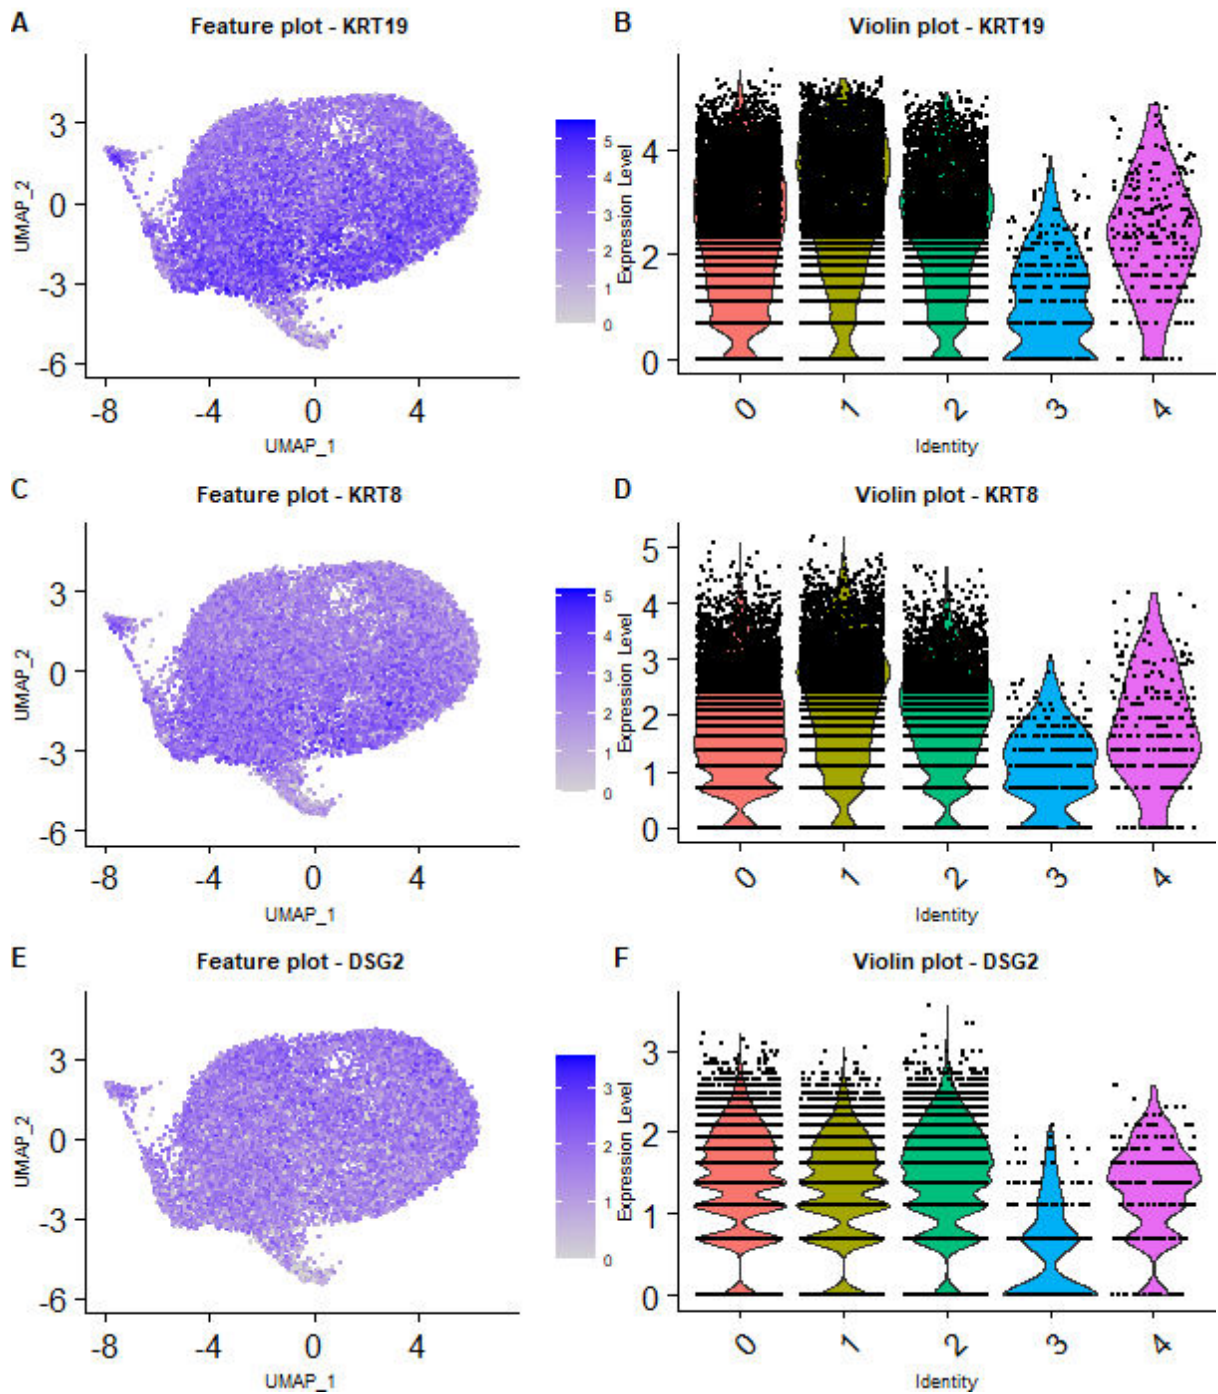 A
Feature plot - KRT19
3
0
-3
-6
UMAP_2
-8
-4
0
4
UMAP_1
5
4
3
2
1
0
Expression Level
B
Violin plot - KRT19
4
2
0
0
1
2
3
4
Identity
C
Feature plot - KRT8
3
0
-3
-6
UMAP_2
-8
-4
0
4
UMAP_1
5
4
3
2
1
0
Expression Level
D
Violin plot - KRT8
5
4
3
2
1
0
0
1
2
3
4
Identity
E
Feature plot - DSG2
3
0
-3
-6
UMAP_2
-8
-4
0
4
UMAP_1
3
2
1
0
Expression Level
F
Violin plot - DSG2
3
2
1
0
0
1
2
3
4
Identity